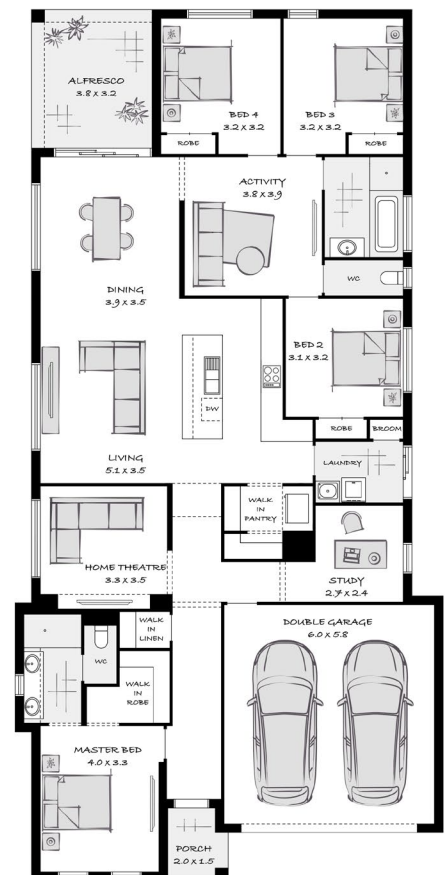 ALFRESCO
3.8 x 3.2
BED 4
3.2 x 3.2
BED 3
3.2 x 3.2
ROBE
ROBE
ACTIVITY
3.8 x 3.9
WC
DINING
3.9 x 3.5
BED 2
3.1 x 3.2
DW
ROBE
BROOM
LIVING
5.1 x 3.5
LAUNDRY
WALK
IN
PANTRY
HOME THEATRE
3.3 x 3.5
STUDY
2.7 x 2.4
WALK
IN
LINEN
DOUBLE GARAGE
6.0 x 5.8
WC
WALK
IN
ROBE
MASTER BED
4.0 x 3.3
PORCH
2.0 x 1.5